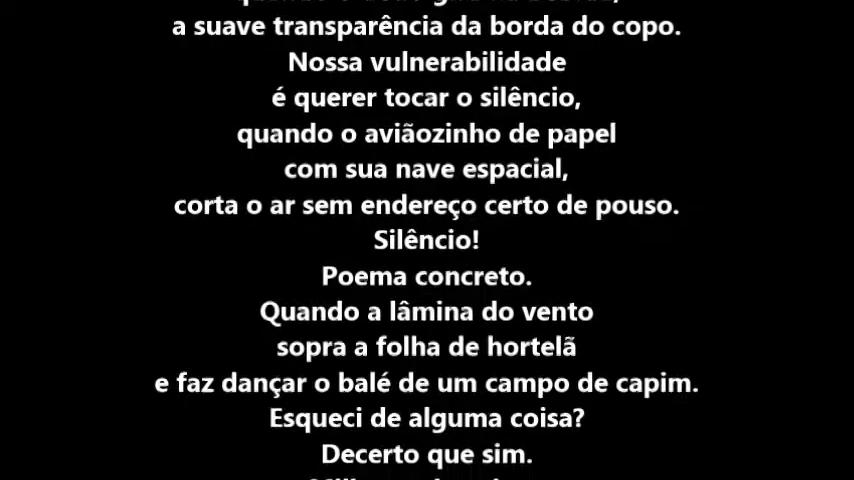 a suave transparência da borda do copo.
Nossa vulnerabilidade
é querer tocar o silêncio,
quando o aviãozinho de papel
com sua nave espacial,
corta o ar sem endereço certo de pouso.
Silêncio!
Poema concreto.
Quando a lâmina do vento
sopra a folha de hortelã
e faz dançar o balé de um campo de capim.
Esqueci de alguma coisa?
Decerto que sim.